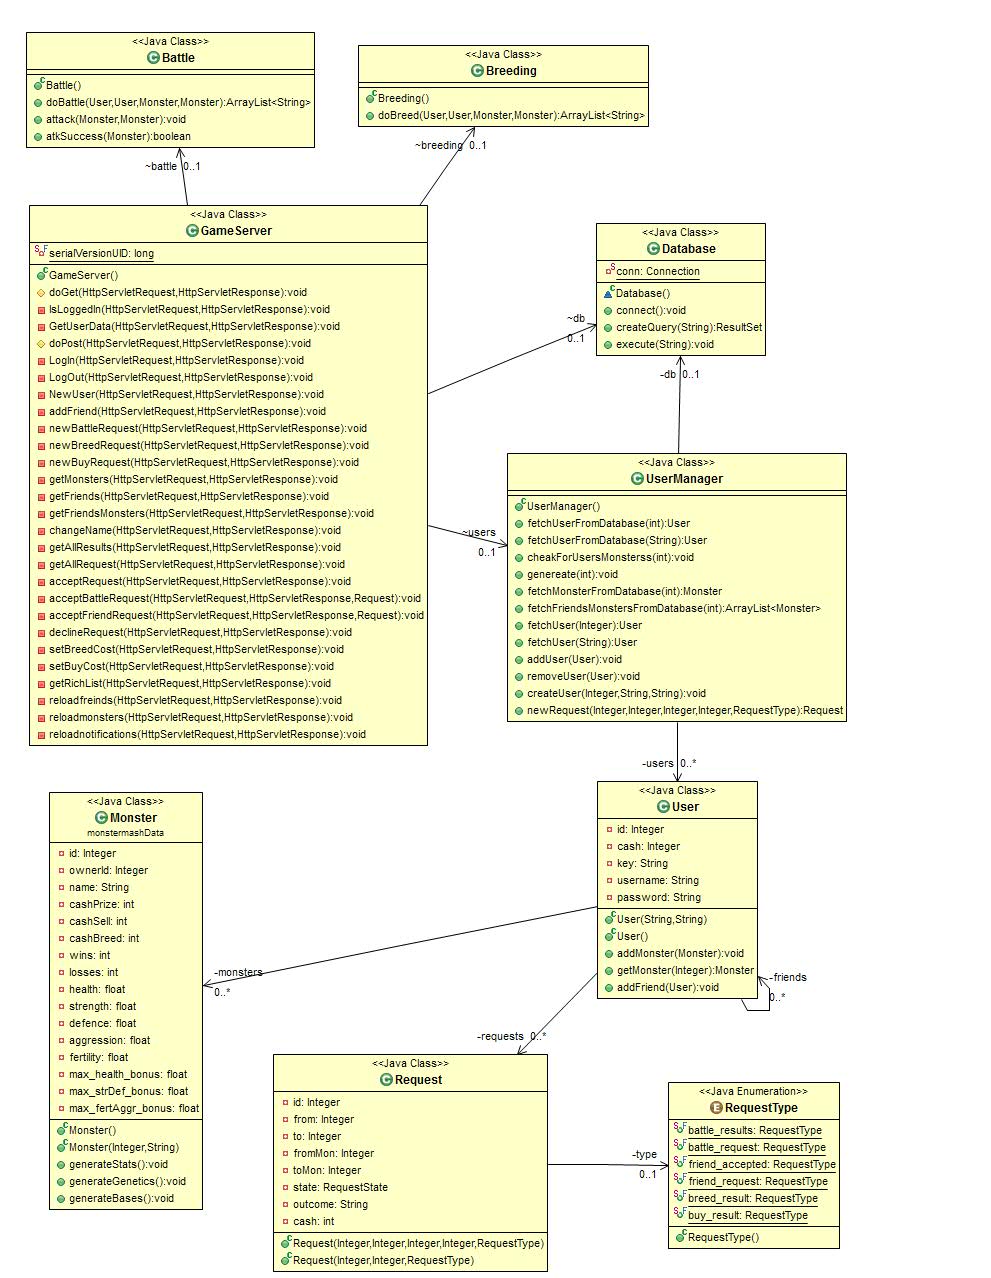 <<Java Class>>
Battle
Battle()
doBattle(User,User,Monster,Monster):ArrayList<String>
attack(Monster,Monster):void
atkSuccess(Monster):boolean
<<Java Class>>
Breeding
Breeding()
doBreed(User,User,Monster,Monster):ArrayList<String>
~battle 0..1
~breeding 0..1
<<Java Class>>
GameServer
serialVersionUID: long
GameServer()
doGet(HttpServletRequest,HttpServletResponse):void
IsLoggedIn(HttpServletRequest,HttpServletResponse):void
GetUserData(HttpServletRequest,HttpServletResponse):void
doPost(HttpServletRequest,HttpServletResponse):void
LogIn(HttpServletRequest,HttpServletResponse):void
LogOut(HttpServletRequest,HttpServletResponse):void
NewUser(HttpServletRequest,HttpServletResponse):void
addFriend(HttpServletRequest,HttpServletResponse):void
newBattleRequest(HttpServletRequest,HttpServletResponse):void
newBreedRequest(HttpServletRequest,HttpServletResponse):void
newBuyRequest(HttpServletRequest,HttpServletResponse):void
getMonsters(HttpServletRequest,HttpServletResponse):void
getFriends(HttpServletRequest,HttpServletResponse):void
getFriendsMonsters(HttpServletRequest,HttpServletResponse):void
changeName(HttpServletRequest,HttpServletResponse):void
getAllResults(HttpServletRequest,HttpServletResponse):void
getAllRequest(HttpServletRequest,HttpServletResponse):void
acceptRequest(HttpServletRequest,HttpServletResponse):void
acceptBattleRequest(HttpServletRequest,HttpServletResponse,Request):void
acceptFriendRequest(HttpServletRequest,HttpServletResponse,Request):void
declineRequest(HttpServletRequest,HttpServletResponse):void
setBreedCost(HttpServletRequest,HttpServletResponse):void
setBuyCost(HttpServletRequest,HttpServletResponse):void
getRichList(HttpServletRequest,HttpServletResponse):void
reloadfreinds(HttpServletRequest,HttpServletResponse):void
reloadmonsters(HttpServletRequest,HttpServletResponse):void
reloadnotifications(HttpServletRequest,HttpServletResponse):void
<<Java Class>>
Database
conn: Connection
Database()
connect():void
createQuery(String):ResultSet
execute(String):void
~db
0..1
-db 0..1
~users
0..1
<<Java Class>>
UserManager
UserManager()
fetchUserFromDatabase(int):User
fetchUserFromDatabase(String):User
cheakForUsersMonsterss(int):void
genereate(int):void
fetchMonsterFromDatabase(int):Monster
fetchFriendsMonstersFromDatabase(int):ArrayList<Monster>
fetchUser(Integer):User
fetchUser(String):User
addUser(User):void
removeUser(User):void
createUser(Integer,String,String):void
newRequest(Integer,Integer,Integer,Integer,RequestType):Request
-users 0..*
<<Java Class>>
User
id: Integer
cash: Integer
key: String
username: String
password: String
User(String,String)
User()
addMonster(Monster):void
getMonster(Integer):Monster
addFriend(User):void
-friends
0..*
<<Java Class>>
Monster
monstermashData
id: Integer
ownerId: Integer
name: String
cashPrize: int
cashSell: int
cashBreed: int
wins: int
losses: int
health: float
strength: float
defence: float
aggression: float
fertility: float
max_health_bonus: float
max_strDef_bonus: float
max_fertAggr_bonus: float
Monster()
Monster(Integer,String)
generateStats():void
generateGenetics():void
generateBases():void
-monsters
0..*
-requests 0..*
<<Java Class>>
Request
id: Integer
from: Integer
to: Integer
fromMon: Integer
toMon: Integer
state: RequestState
outcome: String
cash: int
Request(Integer,Integer,Integer,Integer,RequestType)
Request(Integer,Integer,RequestType)
-type
0..1
<<Java Enumeration>>
RequestType
battle_results: RequestType
battle_request: RequestType
friend_accepted: RequestType
friend_request: RequestType
breed_result: RequestType
buy_result: RequestType
RequestType()